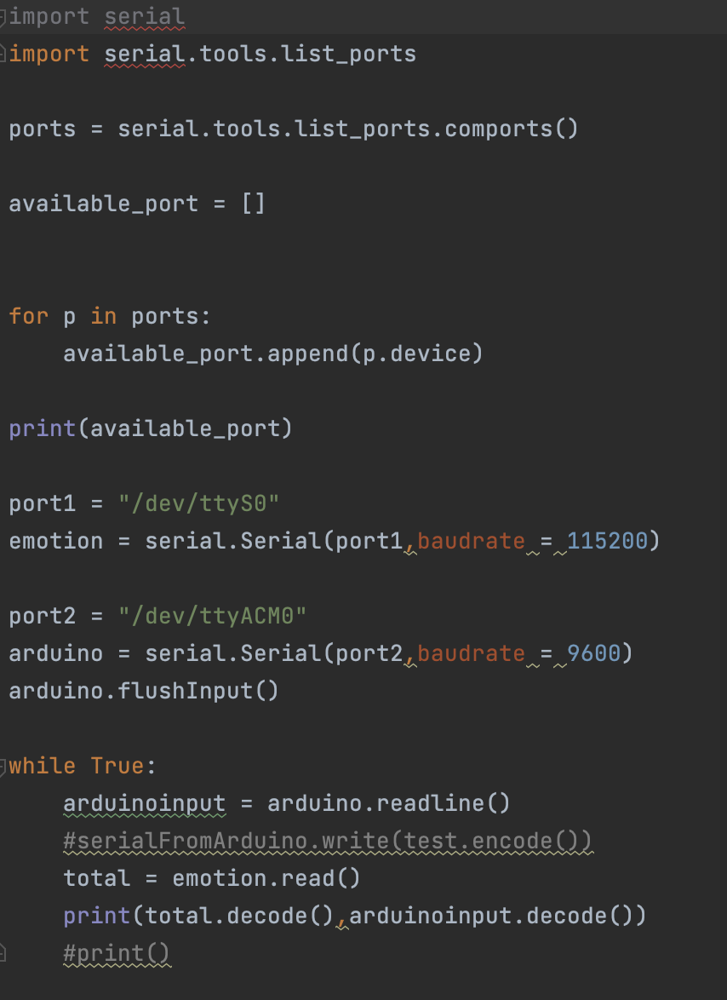 import serial
import serial.tools.list_ports
ports = serial.tools.list_ports.comports()
available_port = []
for p in ports:
    available_port.append(p.device)
print(available_port)
port1 = "/dev/ttyS0"
emotion = serial.Serial(port1,baudrate = 115200)
port2 = "/dev/ttyACM0"
arduino = serial.Serial(port2,baudrate = 9600)
arduino.flushInput()
while True:
    arduinoinput = arduino.readline()
    #serialFromArduino.write(test.encode())
    total = emotion.read()
    print(total.decode(),arduinoinput.decode())
    #print()